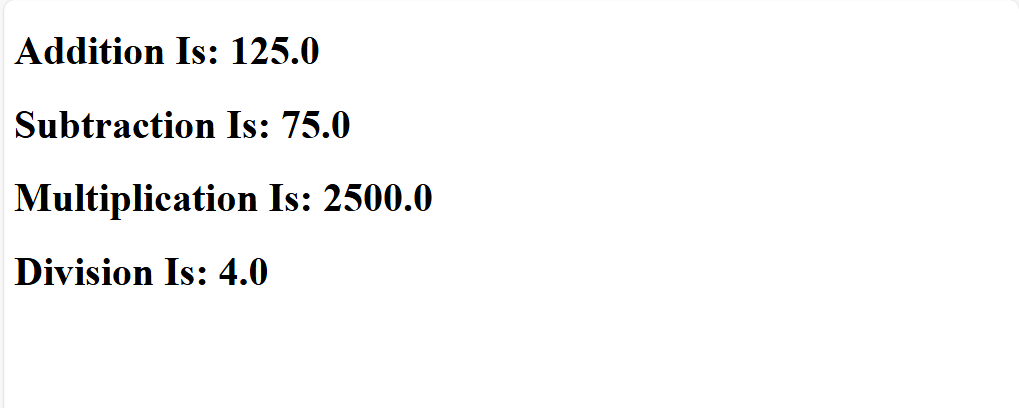 Addition Is: 125.0
Subtraction Is: 75.0
Multiplication Is: 2500.0
Division Is: 4.0